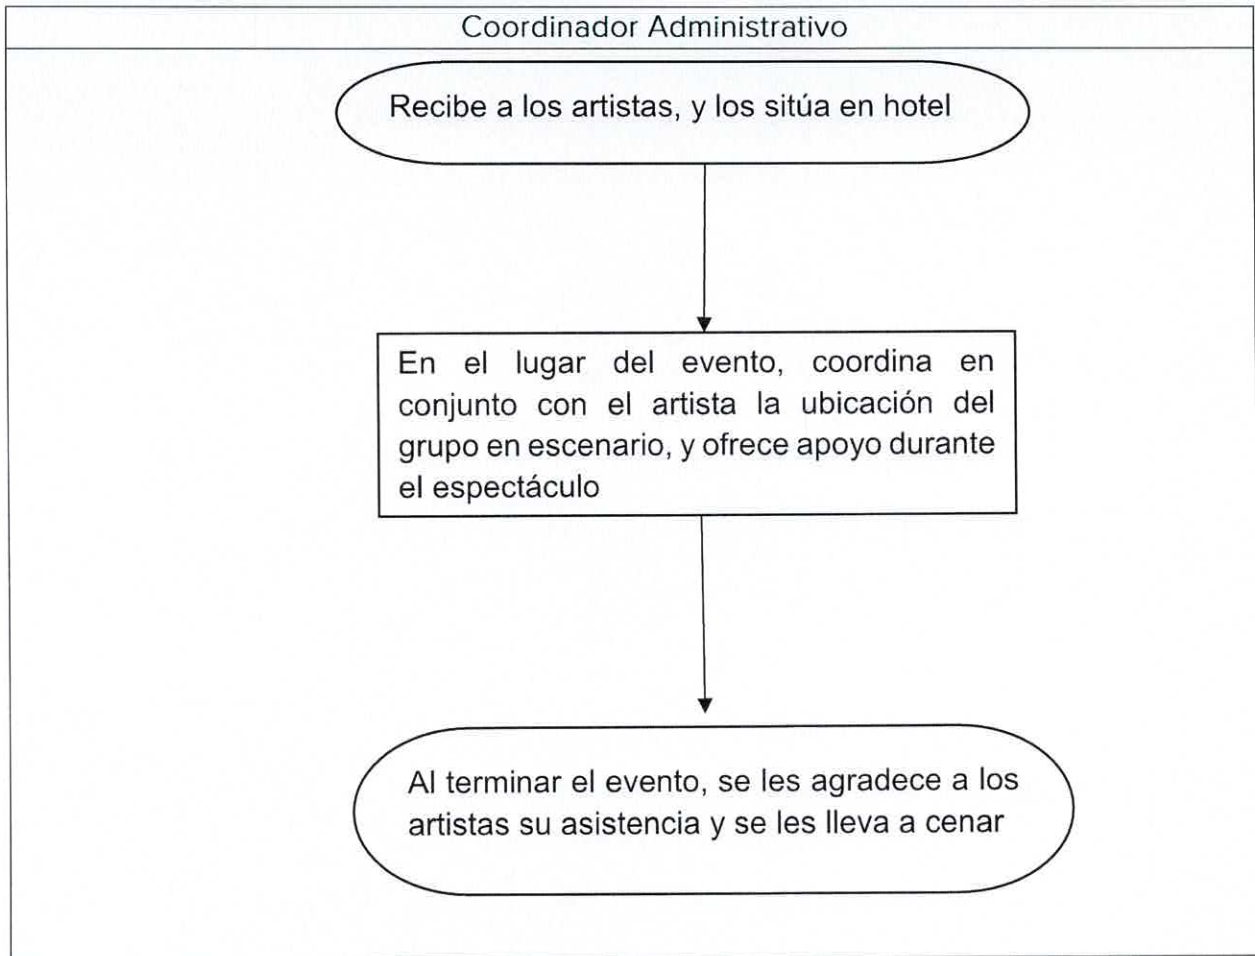 Coordinador Administrativo
Recibe a los artistas, y los sitúa en hotel
En el lugar del evento, coordina en
conjunto con el artista la ubicación del
grupo en escenario, y ofrece apoyo durante
el espectáculo
Al terminar el evento, se les agradece a los
artistas su asistencia y se les lleva a cenar